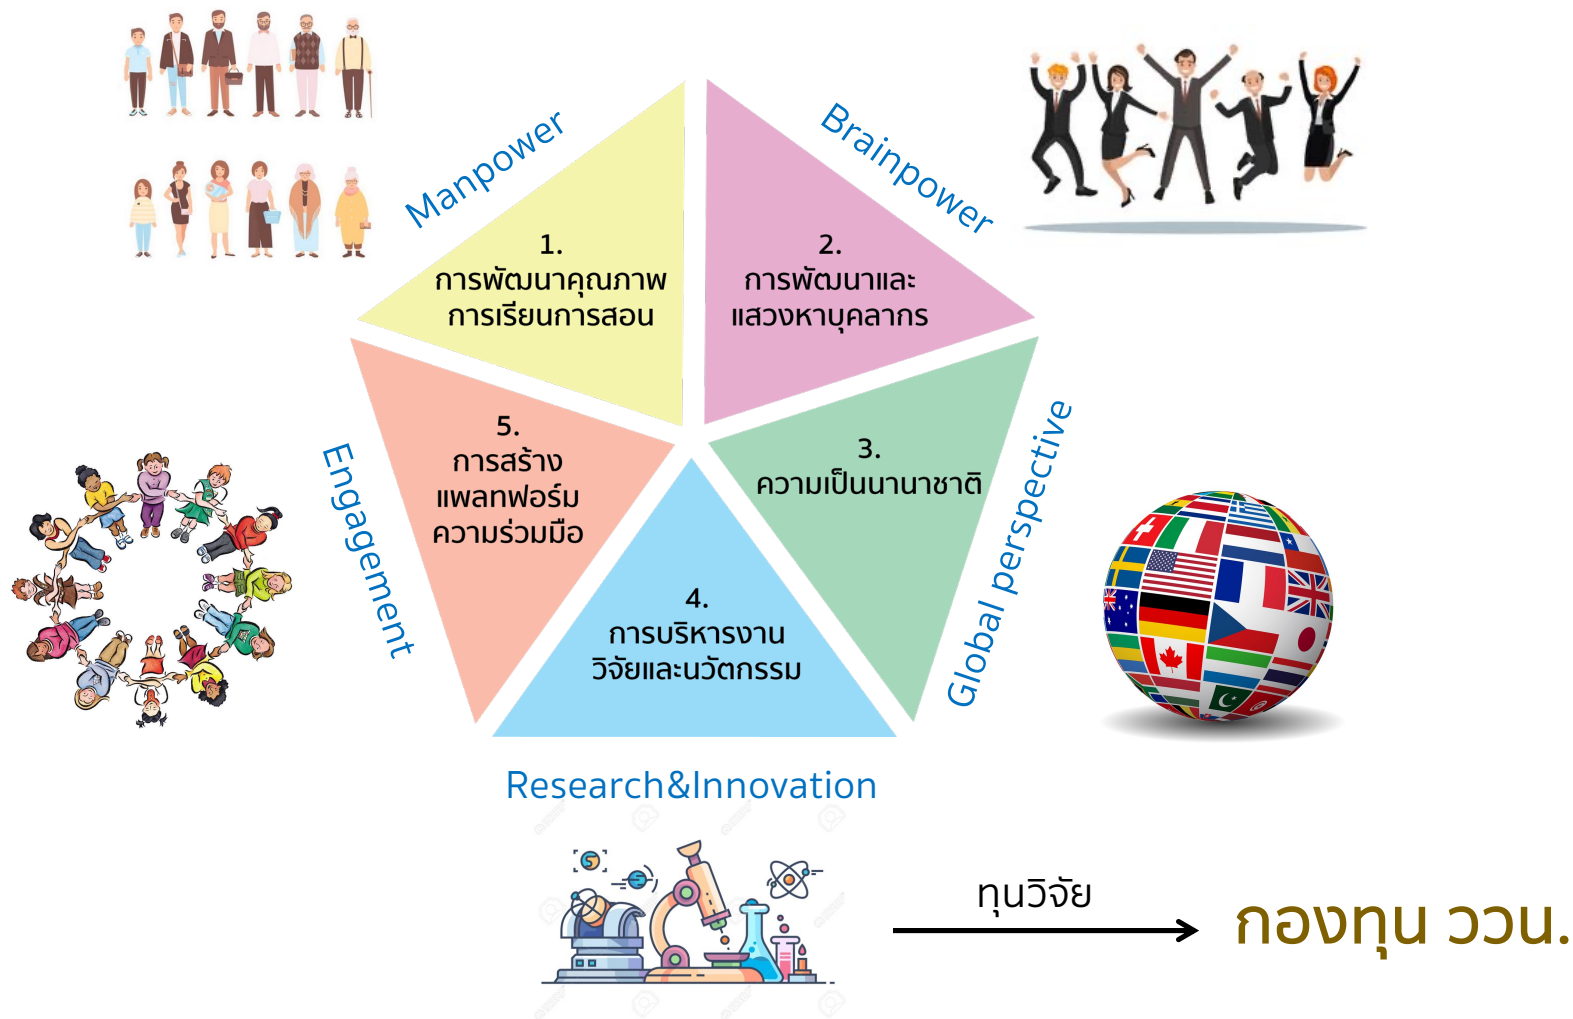 Manpower
1.
การพัฒนาคุณภาพ
การเรียนการสอน
Brainpower
2.
การพัฒนาและ
แสวงหาบุคลากร
Global perspective
3.
ความเป็นนานาชาติ
Research&Innovation
4.
การบริหารงาน
วิจัยและนวัตกรรม
Engagement
5.
การสร้าง
แพลทฟอร์ม
ความร่วมมือ
ทุนวิจัย
กองทุน ววน.